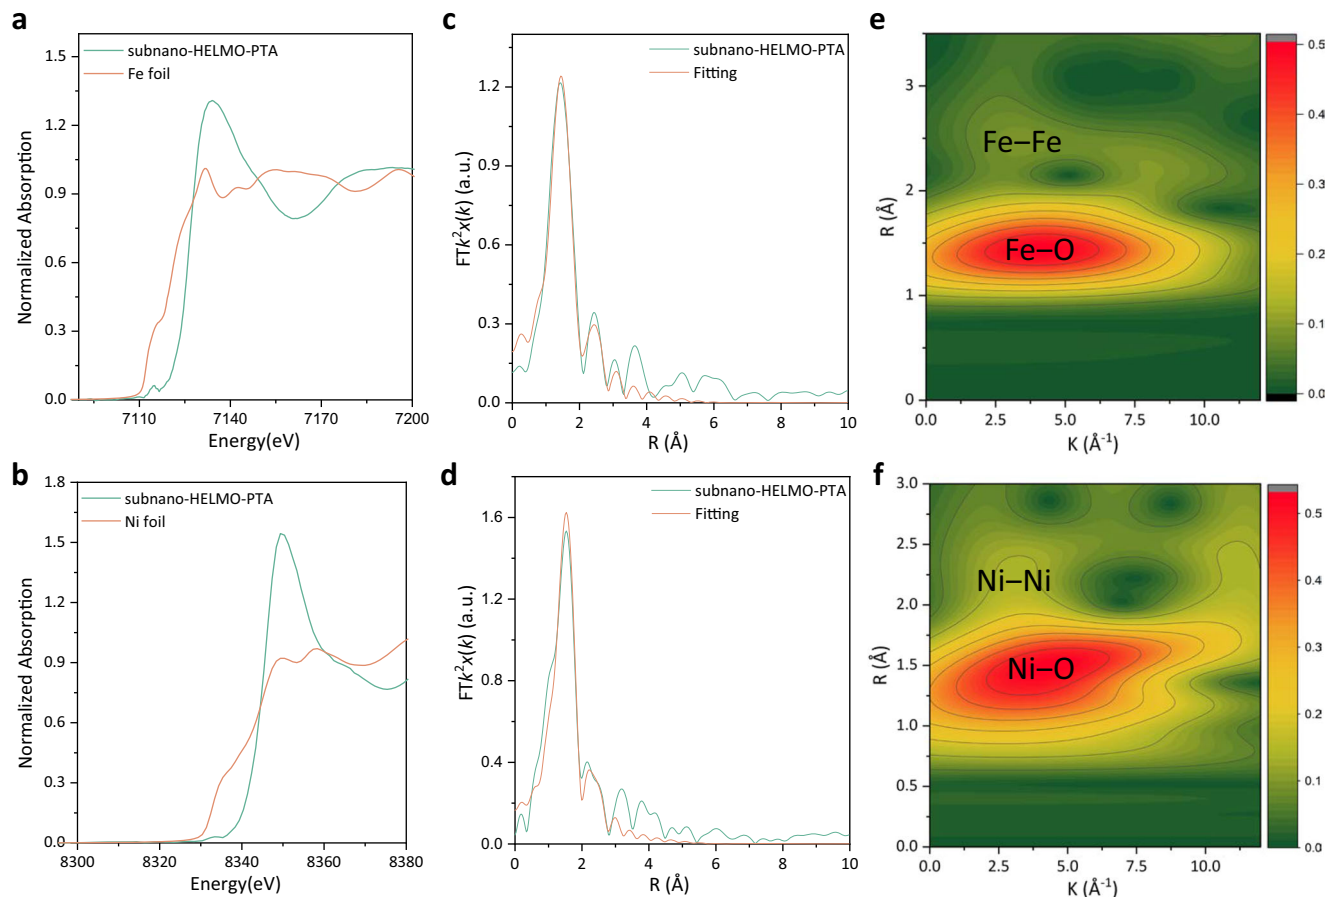 a
1.5
1.2
0.9
0.6
0.3
0.0
subnano-HELMO-PTA
Fe foil
Normalized Absorption
7110 7140 7170 7200
Energy(eV)
c
1.2
0.9
0.6
0.3
0.0
subnano-HELMO-PTA
Fitting
FTk²x(k) (a.u.)
0 2 4 6 8 10
R (Å)
e
3
2
1
0
Fe–Fe
Fe–O
R (Å)
0.0 5.0 10.0
K (Å⁻¹)
0.5
0.4
0.3
0.2
0.1
0.0
b
1.8
1.5
1.2
0.9
0.6
0.3
0.0
subnano-HELMO-PTA
Ni foil
Normalized Absorption
8300 8320 8340 8360 8380
Energy(eV)
d
1.6
1.2
0.8
0.4
0.0
subnano-HELMO-PTA
Fitting
FTk²x(k) (a.u.)
0 2 4 6 8 10
R (Å)
f
3.0
2.5
2.0
1.5
1.0
0.5
0.0
Ni–Ni
Ni–O
R (Å)
0.0 2.5 5.0 7.5 10.0
K (Å⁻¹)
0.5
0.4
0.3
0.2
0.1
0.0